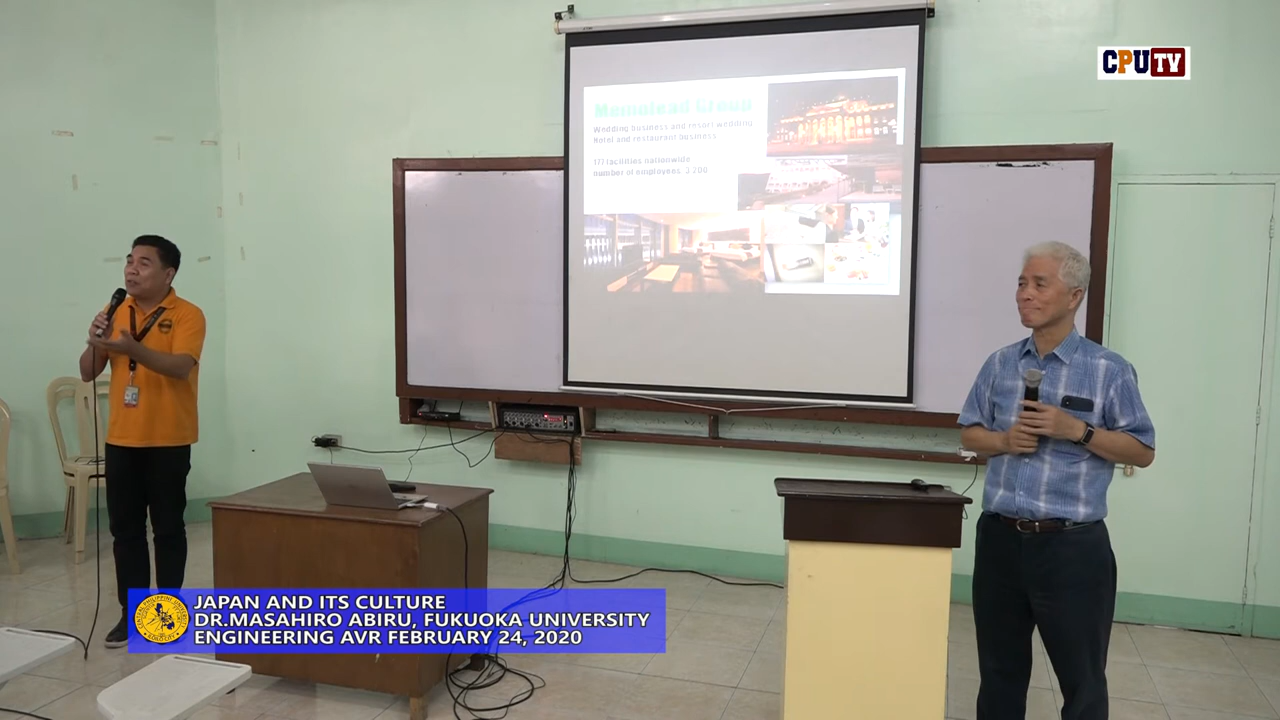 CPUTV
Wedding business and resort wedding
Hotel and restaurant business
177 facilities nationwide
number of employees 3,200
JAPAN AND ITS CULTURE
DR.MASAHIRO ABIRU, FUKUOKA UNIVERSITY
ENGINEERING AVR FEBRUARY 24, 2020